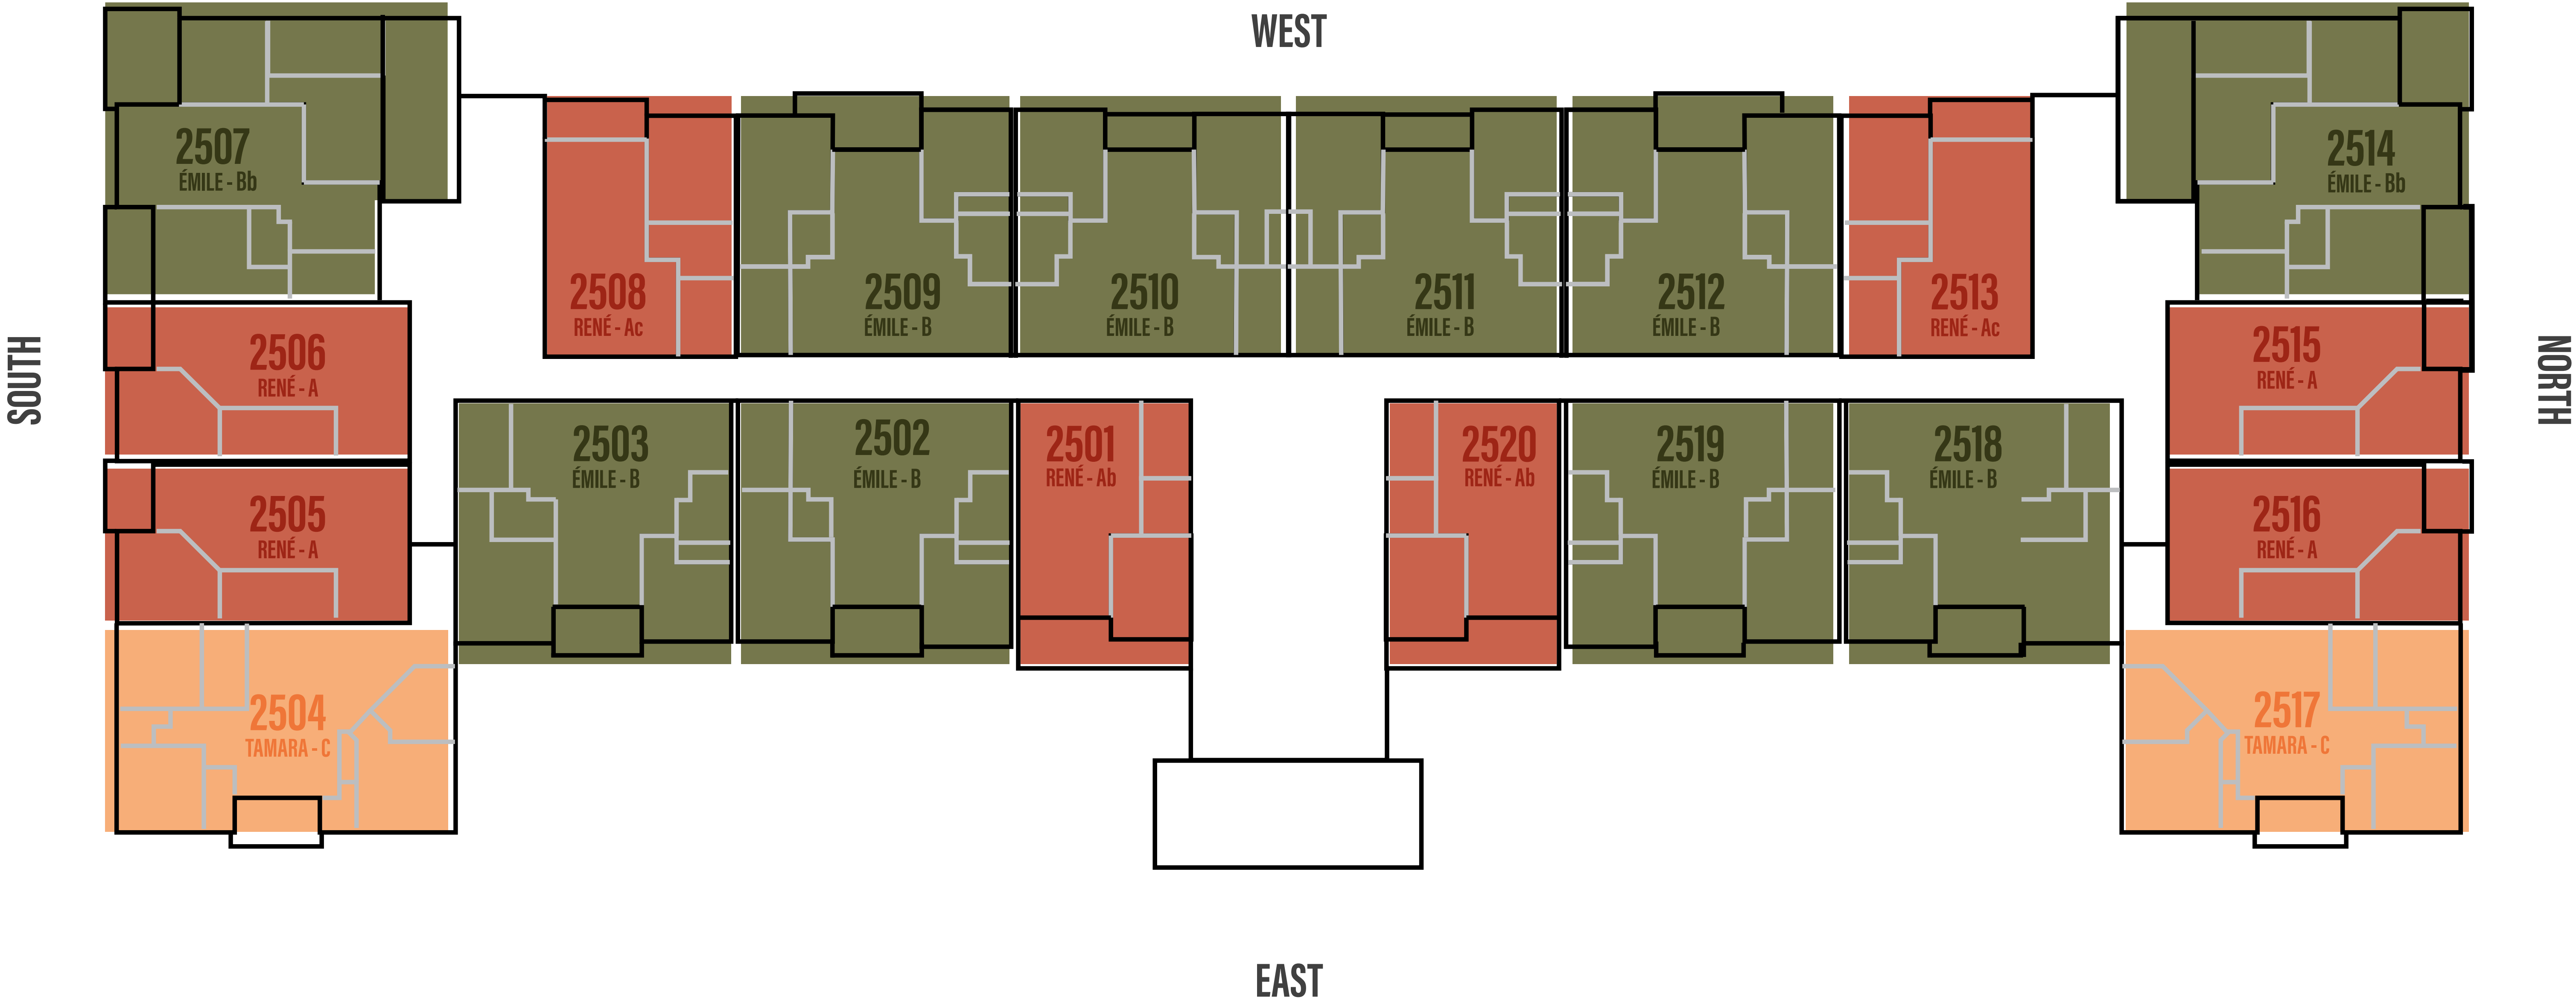 WEST
2507
ÉMILE - Bb
2514
ÉMILE - Bb
2508
RENÉ - Ac
2509
ÉMILE - B
2510
ÉMILE - B
2511
ÉMILE - B
2512
ÉMILE - B
2513
RENÉ - Ac
SOUTH
2506
RENÉ - A
2515
RENÉ - A
NORTH
2503
ÉMILE - B
2502
ÉMILE - B
2501
RENÉ - Ab
2520
RENÉ - Ab
2519
ÉMILE - B
2518
ÉMILE - B
2505
RENÉ - A
2516
RENÉ - A
2504
TAMARA - C
2517
TAMARA - C
EAST